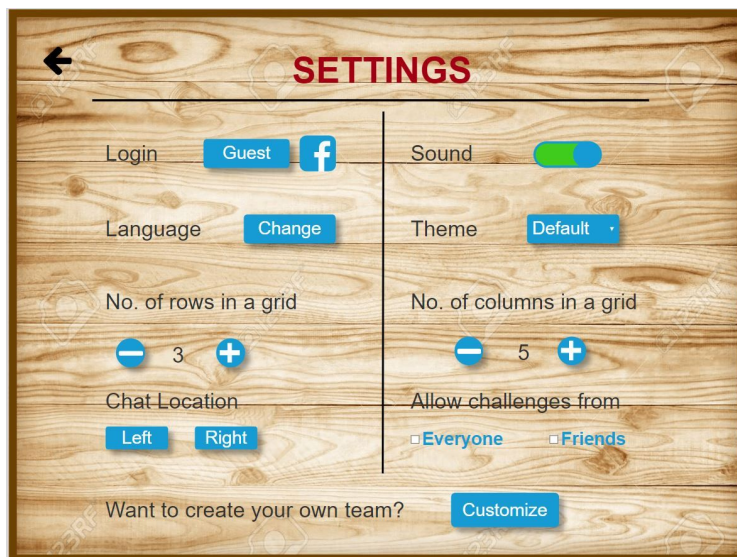 SETTINGS
Login Guest f Sound
Language Change Theme Default
No. of rows in a grid No. of columns in a grid
3 5
Chat Location Allow challenges from
Left Right Everyone Friends
Want to create your own team? Customize
123RF